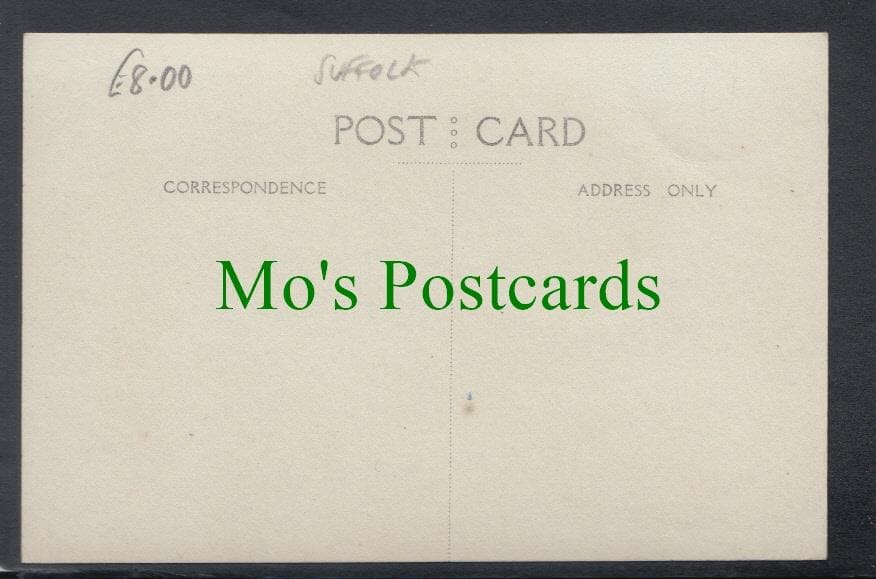 £8.00 SUFFOLK
POST CARD
CORRESPONDENCE ADDRESS ONLY
Mo's Postcards